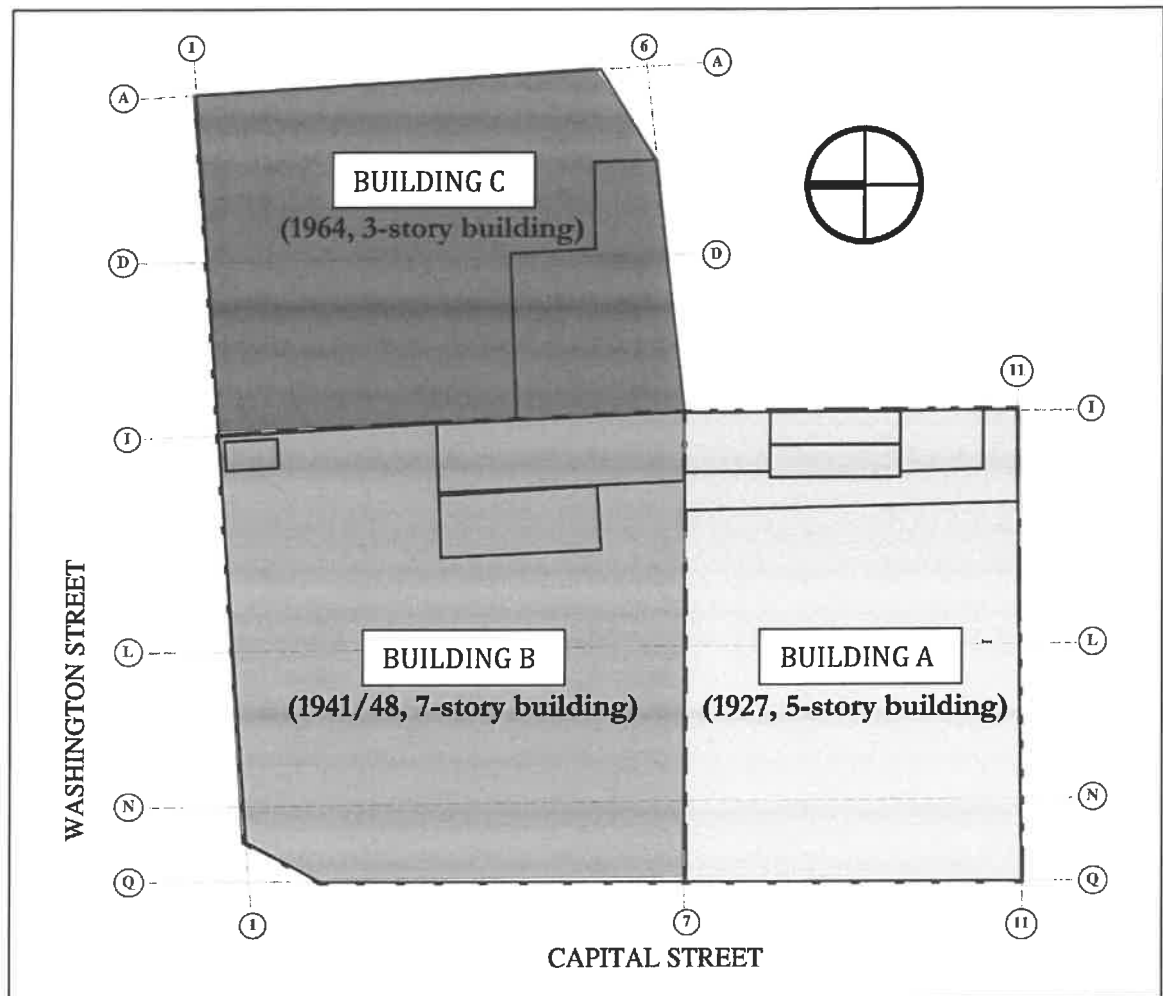 1
6
A
A
BUILDING C
(1964, 3-story building)
D
D
11
I
I
WASHINGTON STREET
L
L
BUILDING B
BUILDING A
(1941/48, 7-story building)
(1927, 5-story building)
N
N
Q
Q
1
7
11
CAPITAL STREET